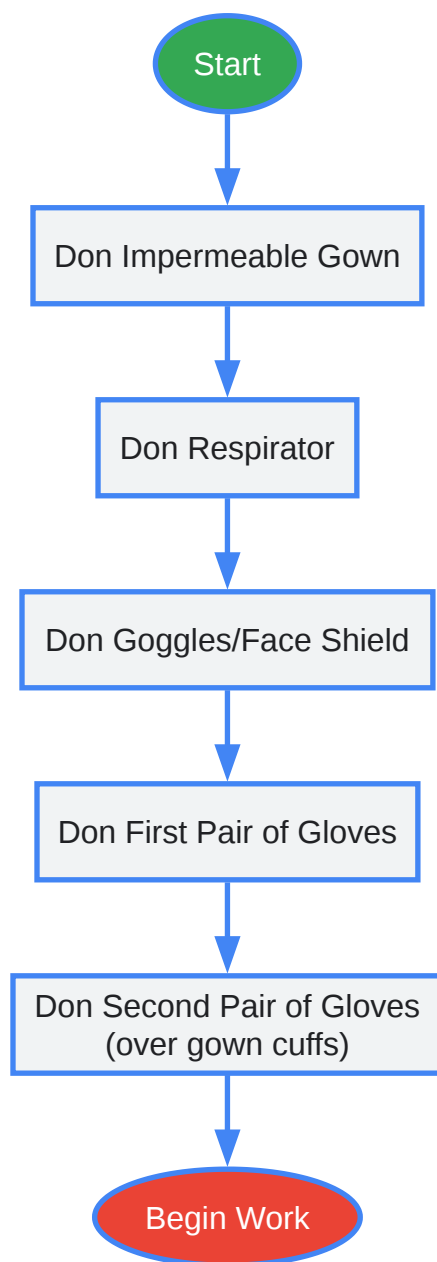 Start
Don Impermeable Gown
Don Respirator
Don Goggles/Face Shield
Don First Pair of Gloves
Don Second Pair of Gloves
(over gown cuffs)
Begin Work